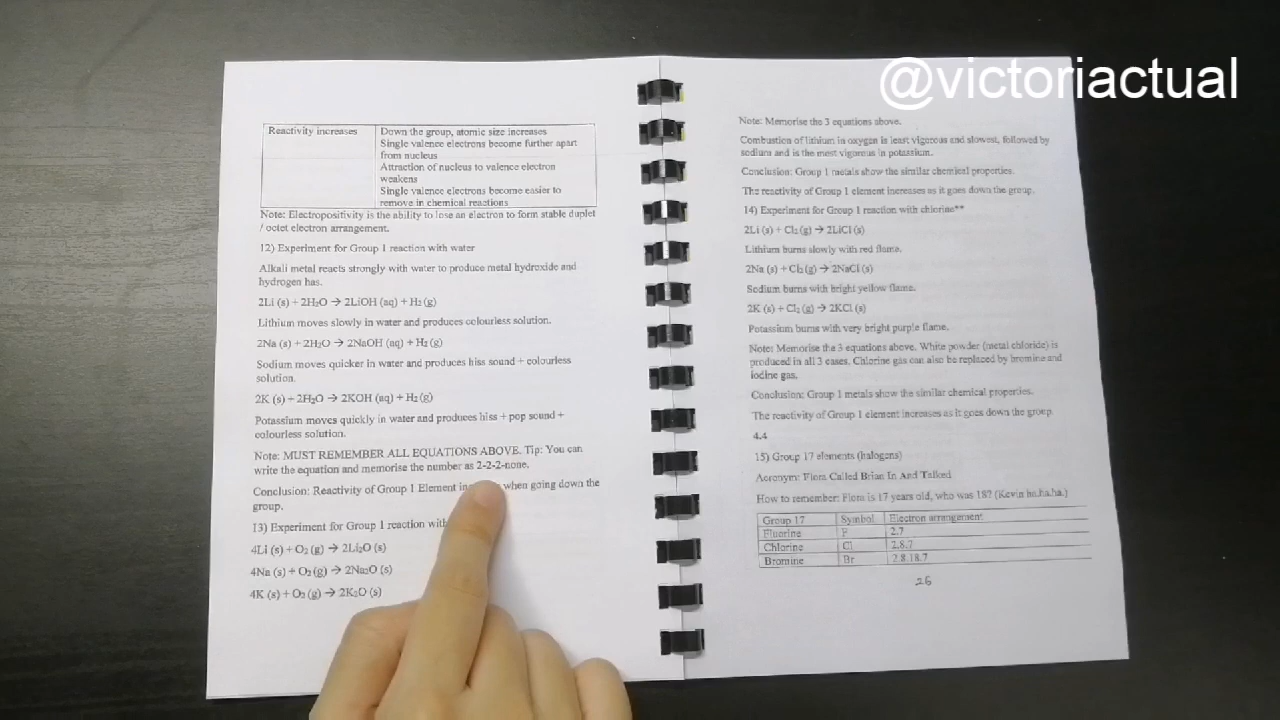 @victoriactual
Reactivity increases
Down the group, atomic size increases
Single valence electrons become further apart
from nucleus
Attraction of nucleus to valence electron
weakens
Single valence electrons become easier to
remove in chemical reactions
Note: Electropositivity is the ability to lose an electron to form stable duplet
/ octet electron arrangement.
12) Experiment for Group 1 reaction with water
Alkali metal reacts strongly with water to produce metal hydroxide and
hydrogen has.
2Li (s) + 2H₂O → 2LiOH (aq) + H₂ (g)
Lithium moves slowly in water and produces colourless solution.
2Na (s) + 2H₂O → 2NaOH (aq) + H₂ (g)
Sodium moves quicker in water and produces hiss sound + colourless
solution.
2K (s) + 2H₂O → 2KOH (aq) + H₂ (g)
Potassium moves quickly in water and produces hiss + pop sound +
colourless solution.
Note: MUST REMEMBER ALL EQUATIONS ABOVE. Tip: You can
write the equation and memorise the number as 2-2-2-none.
Conclusion: Reactivity of Group 1 Element when going down the
group.
13) Experiment for Group 1 reaction
4Li (s) + O₂ (g) → 2Li₂O (s)
4Na (s) + O₂ (g) → 2Na₂O (s)
4K (s) + O₂ (g) → 2K₂O (s)
Note: Memorise the 3 equations above.
Combustion of lithium in oxygen is least vigorous and slowest, followed by
sodium and is the most vigorous in potassium.
Conclusion: Group 1 metals show the similar chemical properties.
The reactivity of Group 1 element increases as it goes down the group.
14) Experiment for Group 1 reaction with chlorine**
2Li (s) + Cl₂ (g) → 2LiCl (s)
Lithium burns slowly with red flame.
2Na (s) + Cl₂ (g) → 2NaCl (s)
Sodium burns with bright yellow flame.
2K (s) + Cl₂ (g) → 2KCl (s)
Potassium burns with very bright purple flame.
Note: Memorise the 3 equations above. White powder (metal chloride) is
produced in all 3 cases. Chlorine gas can also be replaced by bromine and
iodine gas.
Conclusion: Group 1 metals show the similar chemical properties.
The reactivity of Group 1 element increases as it goes down the group.
4.4
15) Group 17 elements (halogens)
Acronym: Flora Called Brian In And Talked
How to remember: Flora is 17 years old, who was 18? (Kevin ha.ha.ha.)
Group 17 Symbol Electron arrangement
Fluorine F 2.7
Chlorine Cl 2.8.7
Bromine Br 2.8.18.7
26